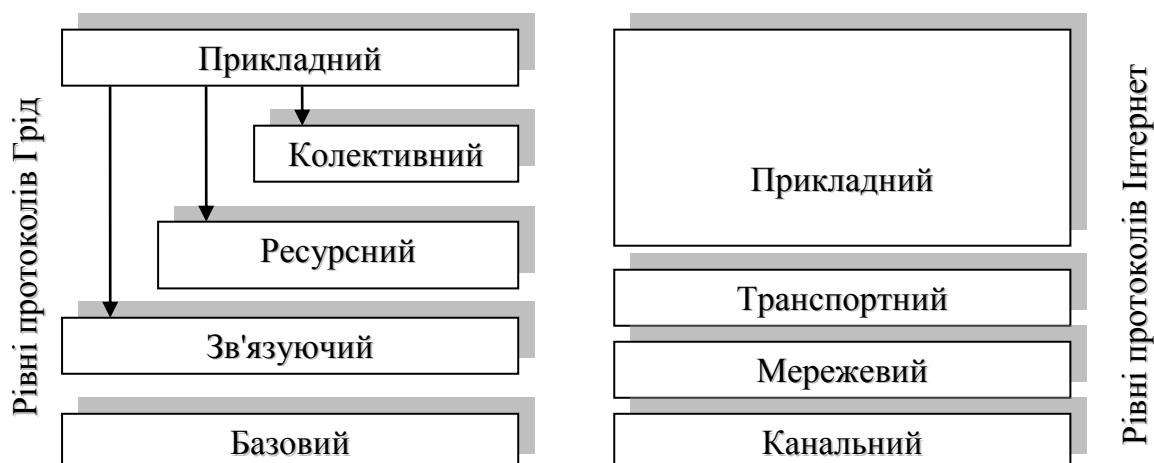 Рівні протоколів Грід
Прикладний
Колективний
Ресурсний
Зв'язуючий
Базовий
Прикладний
Транспортний
Мережевий
Канальний
Рівні протоколів Інтернет